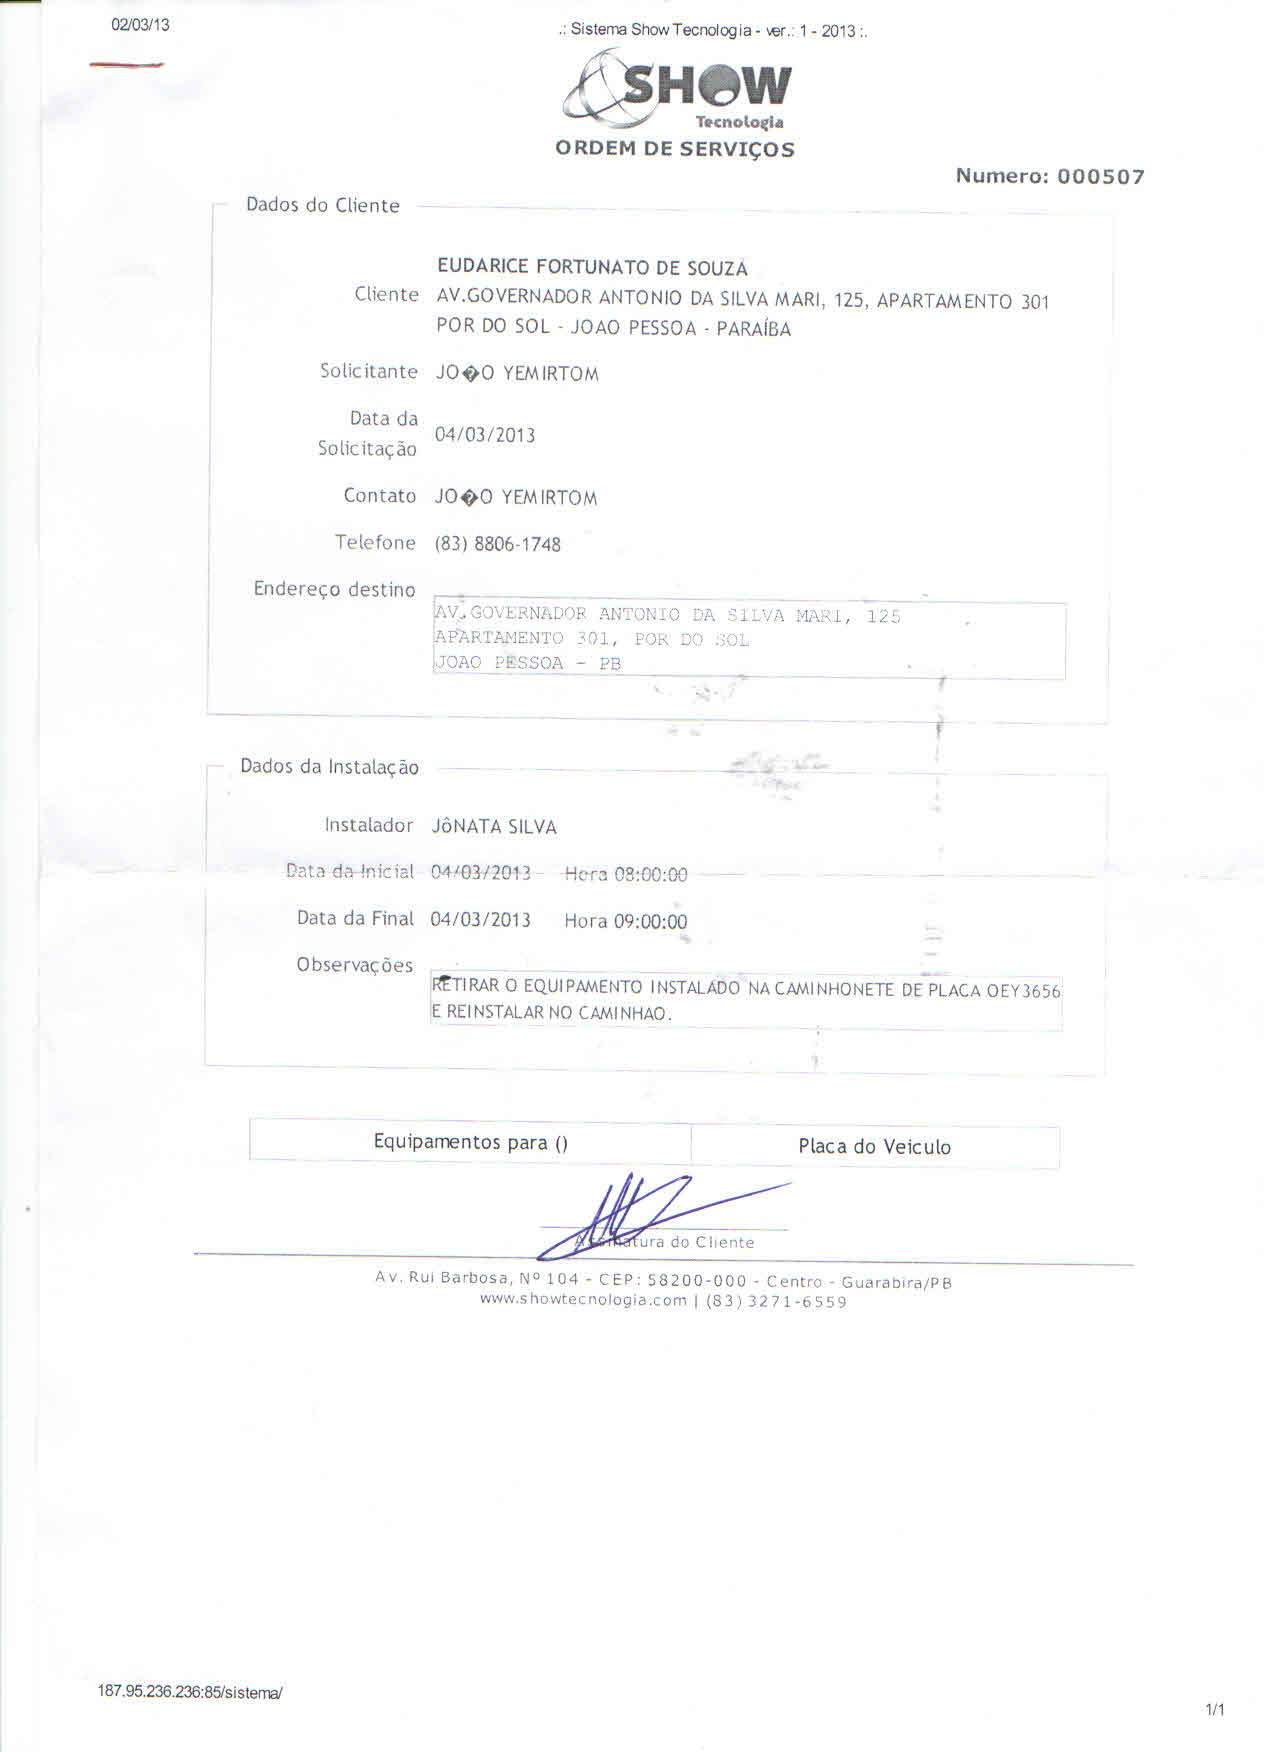 02/03/13
.: Sistema Show Tecnologia - ver.: 1 - 2013 :.
SHOW
Tecnologia
ORDEM DE SERVIÇOS
Numero: 000507
Dados do Cliente
EUDARICE FORTUNATO DE SOUZA
Cliente AV.GOVERNADOR ANTONIO DA SILVA MARI, 125, APARTAMENTO 301
POR DO SOL - JOAO PESSOA - PARAÍBA
Solicitante JO�O YEMIRTOM
Data da
Solicitação 04/03/2013
Contato JO�O YEMIRTOM
Telefone (83) 8806-1748
Endereço destino
AV. GOVERNADOR ANTONIO DA SILVA MARI, 125
APARTAMENTO 301, POR DO SOL
JOAO PESSOA - PB
Dados da Instalação
Instalador JôNATA SILVA
Data da Inicial 04/03/2013 Hora 08:00:00
Data da Final 04/03/2013 Hora 09:00:00
Observações
RETIRAR O EQUIPAMENTO INSTALADO NA CAMINHONETE DE PLACA OEY3656
E REINSTALAR NO CAMINHAO.
Equipamentos para () Placa do Veiculo
Assinatura do Cliente
Av. Rui Barbosa, Nº 104 - CEP: 58200-000 - Centro - Guarabira/PB
www.showtecnologia.com | (83) 3271-6559
187.95.236.236:85/sistema/
1/1